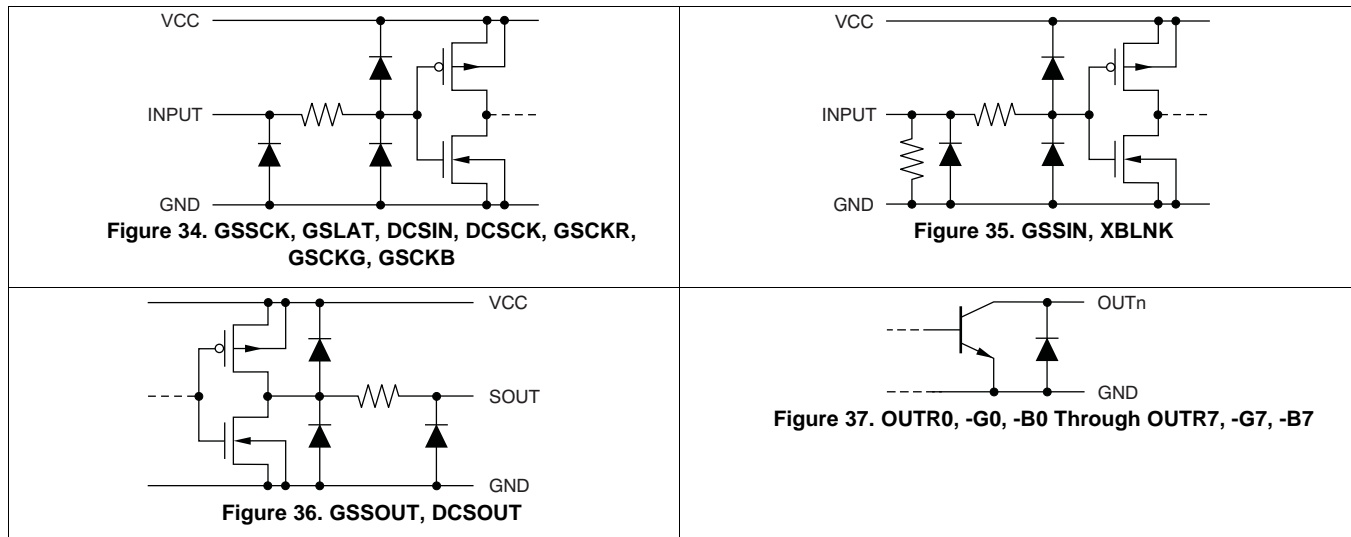 VCC
INPUT
GND
Figure 34. GSSCK, GSLAT, DCSIN, DCSCK, GSCKR,
GSCKG, GSCKB
VCC
INPUT
GND
Figure 35. GSSIN, XBLNK
VCC
SOUT
GND
Figure 36. GSSOUT, DCSOUT
OUTn
GND
Figure 37. OUTR0, -G0, -B0 Through OUTR7, -G7, -B7